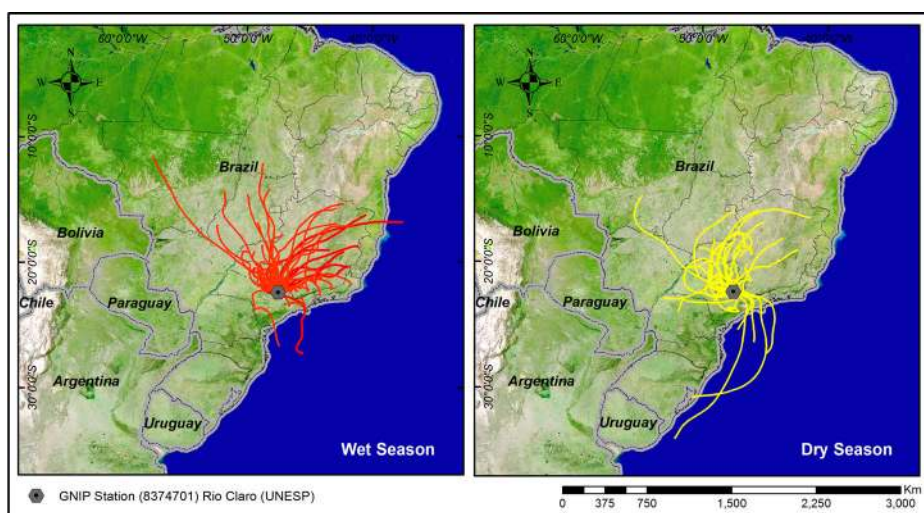 60°0'0"W
50°0'0"W
40°0'0"W
N
W E
S
10°0'0"S
Brazil
Bolivia
20°0'0"S
Chile
Paraguay
Argentina
30°0'0"S
Uruguay
Wet Season
60°0'0"W
50°0'0"W
40°0'0"W
N
W E
S
10°0'0"S
Brazil
Bolivia
20°0'0"S
Chile
Paraguay
Argentina
30°0'0"S
Uruguay
Dry Season
GNIP Station (8374701) Rio Claro (UNESP)
Km
0 375 750 1,500 2,250 3,000